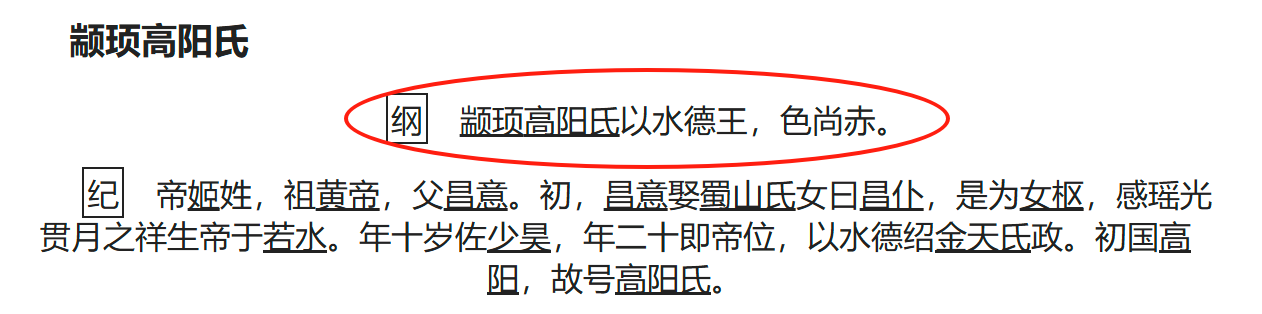 颛顼高阳氏
纲 颛顼高阳氏以水德王，色尚赤。
纪 帝姬姓，祖黄帝，父昌意。初，昌意娶蜀山氏女曰昌仆，是为女枢，感瑶光
贯月之祥生帝于若水。年十岁佐少昊，年二十即帝位，以水德绍金天氏政。初国高
阳，故号高阳氏。